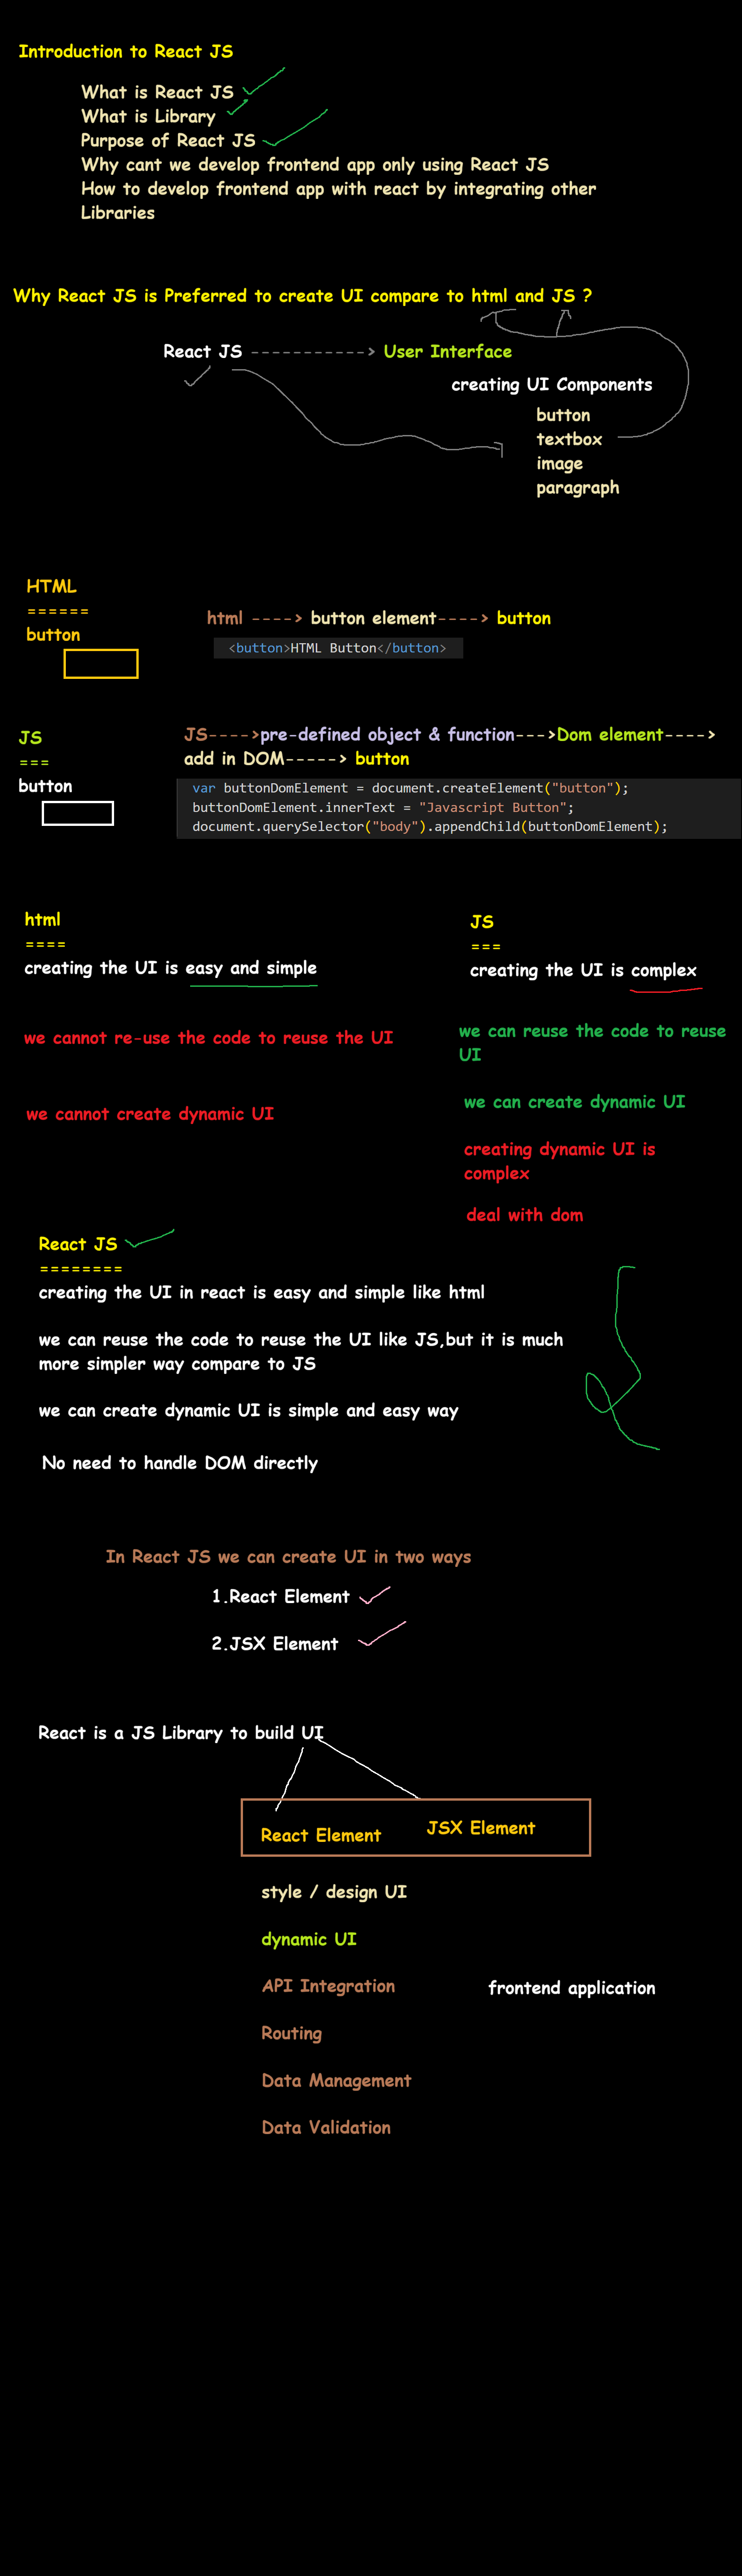 Introduction to React JS
What is React JS
What is Library
Purpose of React JS
Why cant we develop frontend app only using React JS
How to develop frontend app with react by integrating other
Libraries
Why React JS is Preferred to create UI compare to html and JS ?
React JS -----------> User Interface
creating UI Components
button
textbox
image
paragraph
HTML
======
button
html ----> button element----> button
<button>HTML Button</button>
JS
===
button
JS---->pre-defined object & function--->Dom element---->
add in DOM-----> button
var buttonDomElement = document.createElement("button");
buttonDomElement.innerText = "Javascript Button";
document.querySelector("body").appendChild(buttonDomElement);
html
====
creating the UI is easy and simple
we cannot re-use the code to reuse the UI
we cannot create dynamic UI
JS
===
creating the UI is complex
we can reuse the code to reuse
UI
we can create dynamic UI
creating dynamic UI is
complex
deal with dom
React JS
========
creating the UI in react is easy and simple like html
we can reuse the code to reuse the UI like JS,but it is much
more simpler way compare to JS
we can create dynamic UI is simple and easy way
No need to handle DOM directly
In React JS we can create UI in two ways
1.React Element
2.JSX Element
React is a JS Library to build UI
React Element
JSX Element
style / design UI
dynamic UI
API Integration
frontend application
Routing
Data Management
Data Validation